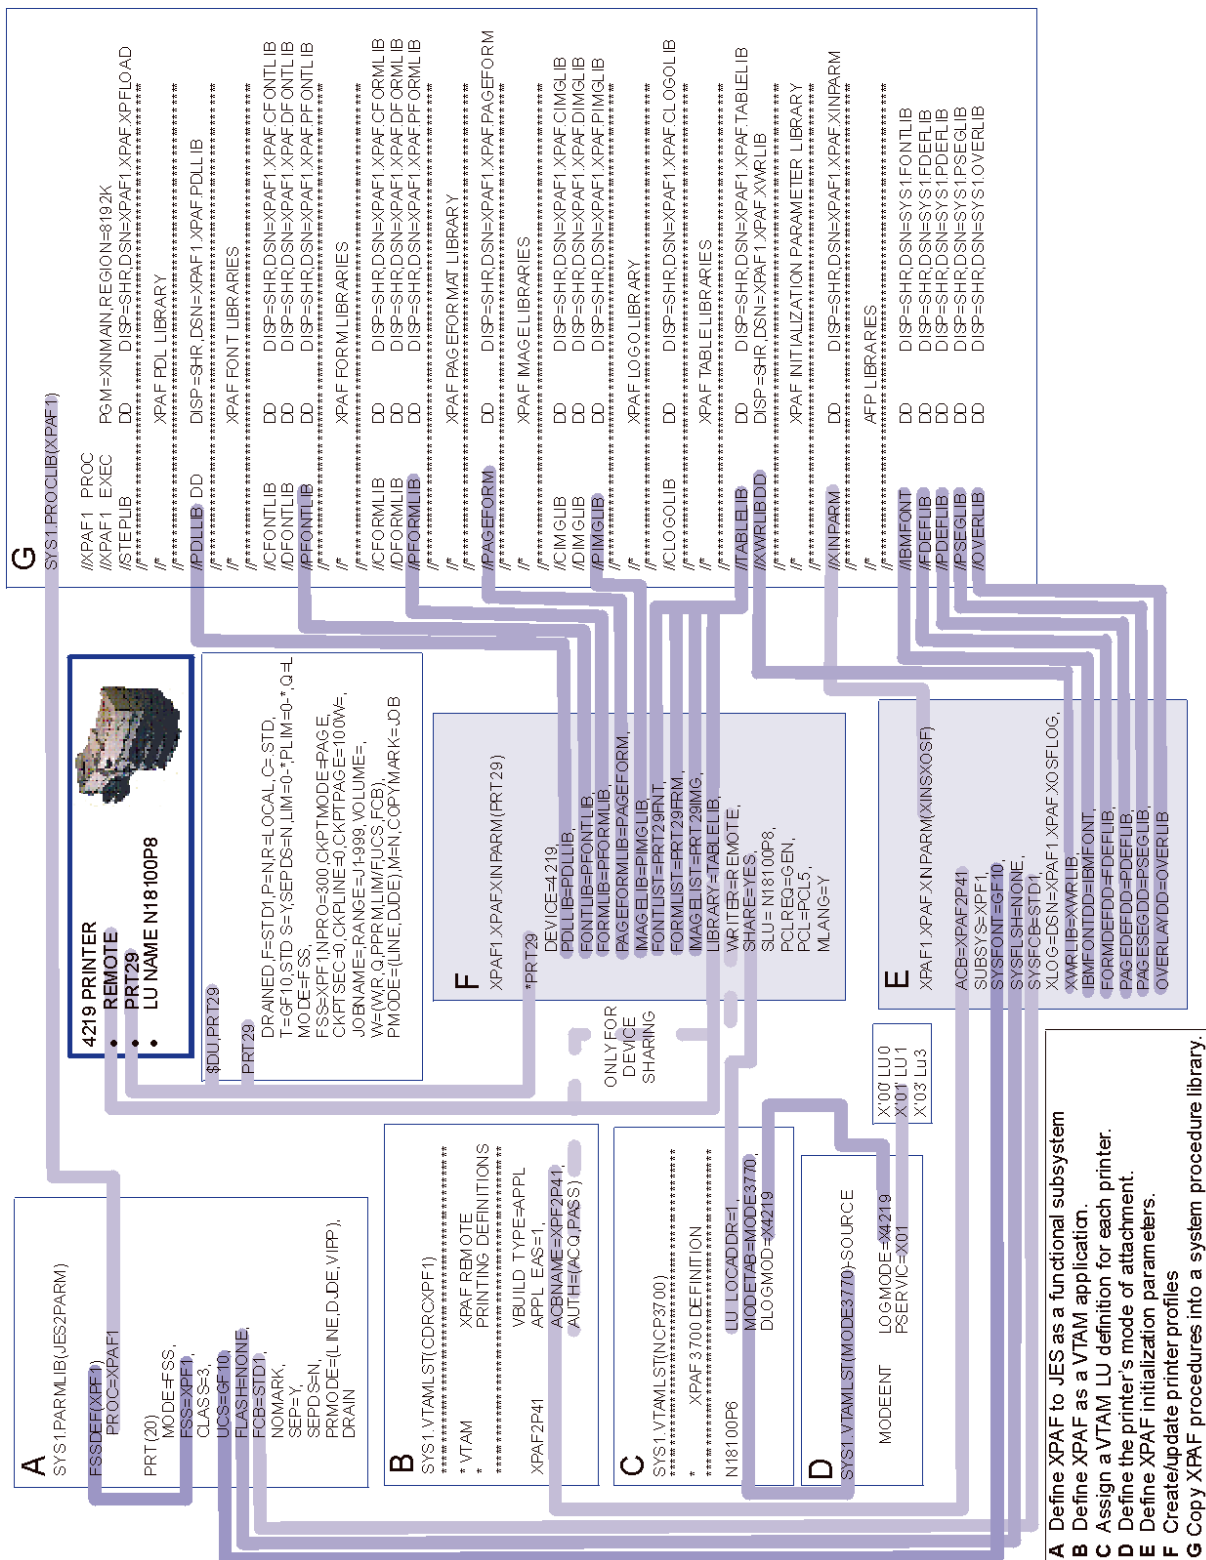 A
SYS1.PARMLIB(JES2PARM)
FSSDEF(XPF1)
PROC=XPAF1
PRT(20)
MODE=FSS,
FSS=XPF1,
CLASS=3,
UCS=GF10,
FLASH=NONE,
FCB=STD1,
NOMARK,
SEP=Y,
SEPDS=N,
PRMODE=(LINE,DJDE,VIPP),
DRAIN
B
SYS1.VTAMLST(CDRCXPF1)
* VTAM XPAF REMOTE
* PRINTING DEFINITIONS
VBUILD TYPE=APPL
XPAF2P41 APPL EAS=1,
ACBNAME=XPF2P41,
AUTH=(ACQ,PASS)
C
SYS1.VTAMLST(NCP3700)
* XPAF 3700 DEFINITION
N18100P6 LU LOCADDR=1,
MODETAB=MODE3770,
DLOGMOD=X4219
D
SYS1.VTAMLST(MODE3770)-SOURCE
MODEENT LOGMODE=X4219
PSERVIC=X01
X'00' LU0
X'01' LU1
X'03' Lu3
4219 PRINTER
• REMOTE
• PRT29
• LU NAME N18100P8
$DU,PRT29
PRT29
DRAINED,F=STD1,P=N,R=LOCAL,C=.STD,
T=GF10,STD S=Y,SEPDS=N,LIM=0-*,PLIM=0-*,Q=L
MODE=FSS,
FSS=XPF1,NPRO=300,CKPTMODE=PAGE,
CKPTSEC=0,CKPLINE=0,CKPTPAGE=100W=,
JOBNAME=,RANGE=J1-999,VOLUME=,
W=(W,R,Q,PPRM,LIM/F,UCS,FCB),
PMODE=(LINE,DJDE),M=N,COPYMARK=JOB
ONLY FOR
DEVICE
SHARING
F
XPAF1.XPAF.XINPARM(PRT29)
*PRT29
DEVICE=4219,
PDLLIB=PDLLIB,
FONTLIB=PFONTLIB,
FORMLIB=PFORMLIB,
PAGEFORMLIB=PAGEFORM,
IMAGELIB=PIMGLIB,
FONTLIST=PRT29FNT,
FORMLIST=PRT29FRM,
IMAGELIST=PRT29IMG,
LIBRARY=TABLELIB,
WRITER=REMOTE,
SHARE=YES,
SLU= N18100P8,
PCLREQ=GEN,
PCL=PCL5,
MLANG=Y
E
XPAF1.XPAF.XINPARM(XINSXOSF)
ACB=XPAF2P41
SUBSYS=XPF1,
SYSFONT=GF10,
SYSFLSH=NONE,
SYSFCB=STD1,
XLOG=DSN=XPAF1.XPAF.XOSFLOG,
XWRLIB=XWRLIB,
IBMFONTDD=IBMFONT,
FORMDEFDD=FDEFLIB,
PAGEDEFDD=PDEFLIB,
PAGESEGDD=PSEGLIB,
OVERLAYDD=OVERLIB
G
SYS1.PROCLIB(XPAF1)
//XPAF1 PROC
//XPAF1 EXEC PGM=XINMAIN,REGION=8192K
//STEPLIB DD DISP=SHR,DSN=XPAF1.XPAF.XPFLOAD
//* XPAF PDL LIBRARY
//PDLLIB DD DISP=SHR,DSN=XPAF1.XPAF.PDLLIB
//* XPAF FONT LIBRARIES
//CFONTLIB DD DISP=SHR,DSN=XPAF1.XPAF.CFONTLIB
//DFONTLIB DD DISP=SHR,DSN=XPAF1.XPAF.DFONTLIB
//PFONTLIB DD DISP=SHR,DSN=XPAF1.XPAF.PFONTLIB
//* XPAF FORM LIBRARIES
//CFORMLIB DD DISP=SHR,DSN=XPAF1.XPAF.CFORMLIB
//DFORMLIB DD DISP=SHR,DSN=XPAF1.XPAF.DFORMLIB
//PFORMLIB DD DISP=SHR,DSN=XPAF1.XPAF.PFORMLIB
//* XPAF PAGEFORMAT LIBRARY
//PAGEFORM DD DISP=SHR,DSN=XPAF1.XPAF.PAGEFORM
//* XPAF IMAGE LIBRARIES
//CIMGLIB DD DISP=SHR,DSN=XPAF1.XPAF.CIMGLIB
//DIMGLIB DD DISP=SHR,DSN=XPAF1.XPAF.DIMGLIB
//PIMGLIB DD DISP=SHR,DSN=XPAF1.XPAF.PIMGLIB
//* XPAF LOGO LIBRARY
//CLOGOLIB DD DISP=SHR,DSN=XPAF1.XPAF.CLOGOLIB
//* XPAF TABLE LIBRARIES
//TABLELIB DD DISP=SHR,DSN=XPAF1.XPAF.TABLELIB
//XWRLIB DD DISP=SHR,DSN=XPAF1.XPAF.XWRLIB
//* XPAF INITIALIZATION PARAMETER LIBRARY
//XINPARM DD DISP=SHR,DSN=XPAF1.XPAF.XINPARM
//* AFP LIBRARIES
//IBMFONT DD DISP=SHR,DSN=SYS1.FONTLIB
//FDEFLIB DD DISP=SHR,DSN=SYS1.FDEFLIB
//PDEFLIB DD DISP=SHR,DSN=SYS1.PDEFLIB
//PSEGLIB DD DISP=SHR,DSN=SYS1.PSEGLIB
//OVERLIB DD DISP=SHR,DSN=SYS1.OVERLIB
A Define XPAF to JES as a functional subsystem
B Define XPAF as a VTAM application.
C Assign a VTAM LU definition for each printer.
D Define the printer's mode of attachment.
E Define XPAF initialization parameters.
F Create/update printer profiles
G Copy XPAF procedures into a system procedure library.